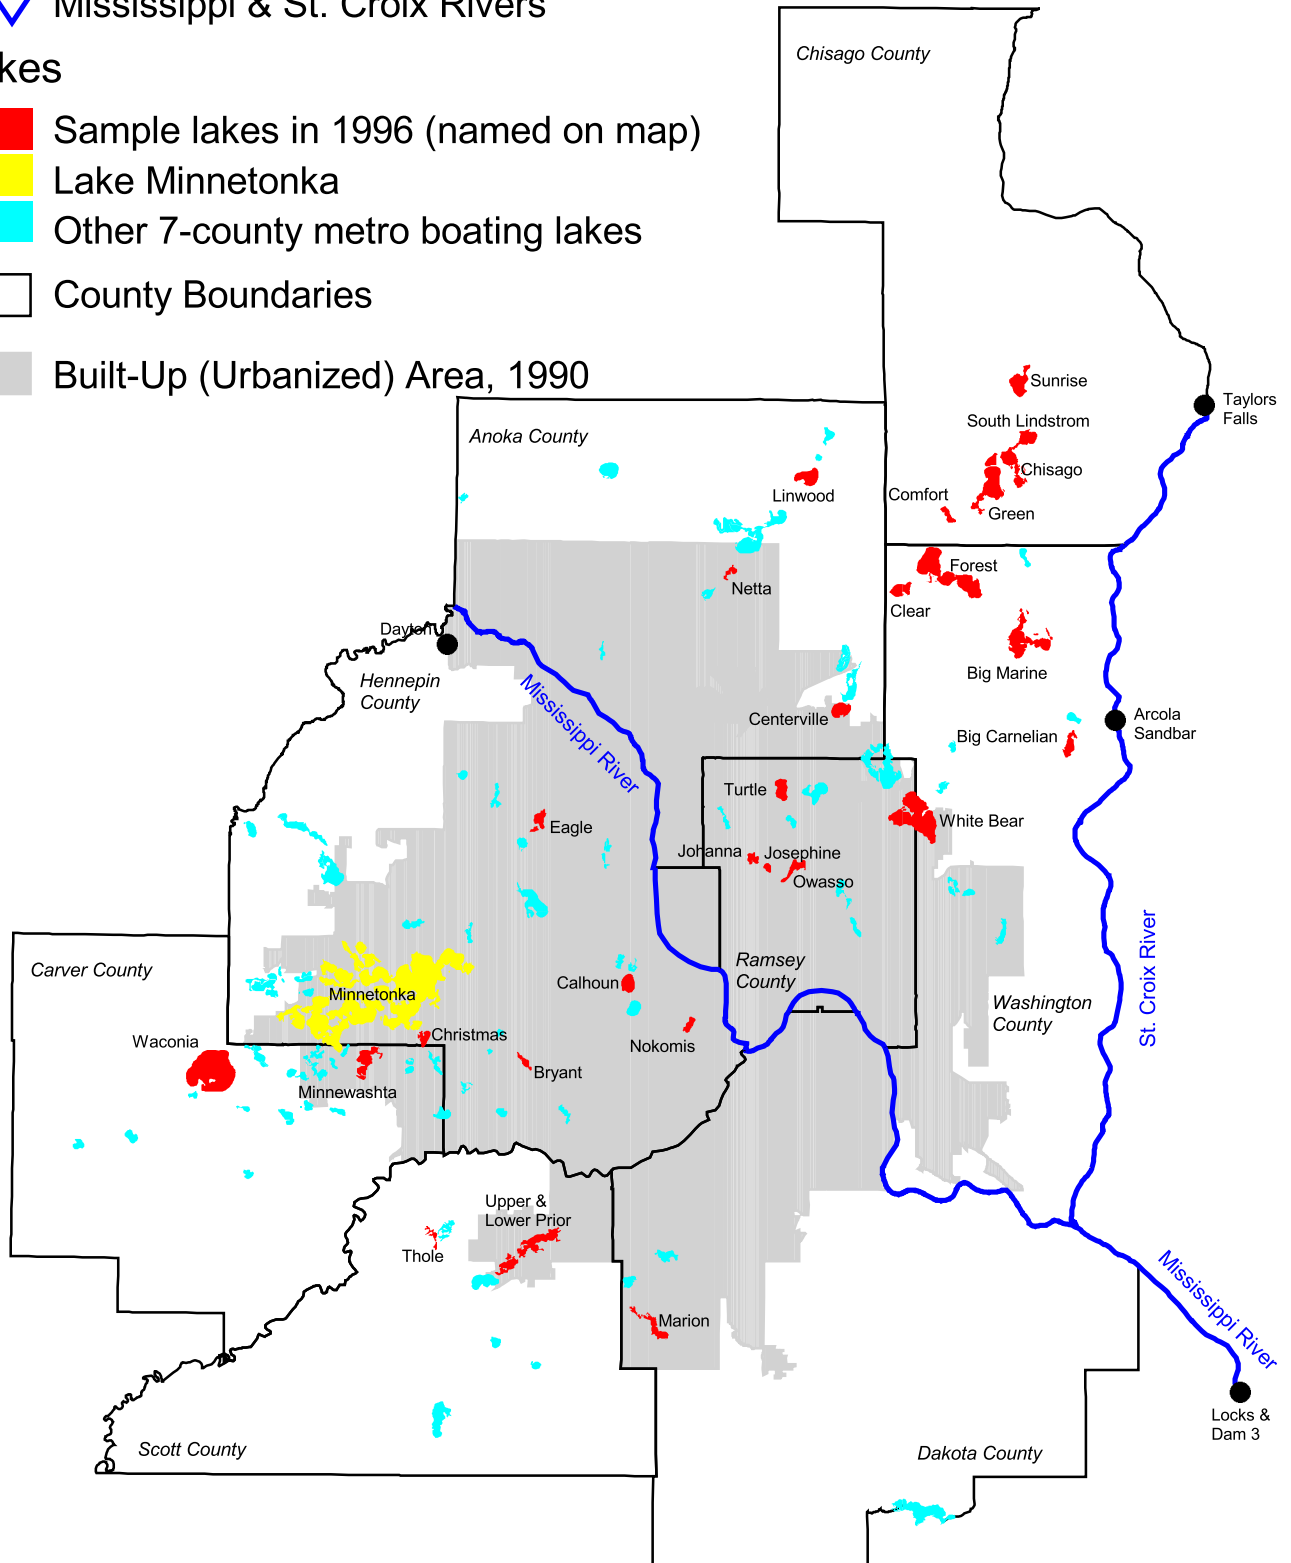 Mississippi & St. Croix Rivers
kes
Sample lakes in 1996 (named on map)
Lake Minnetonka
Other 7-county metro boating lakes
County Boundaries
Built-Up (Urbanized) Area, 1990
Chisago County
Sunrise
Taylors
Falls
South Lindstrom
Anoka County
Chisago
Linwood
Comfort
Green
Forest
Netta
Clear
Dayton
Big Marine
Hennepin
County
Mississippi River
Centerville
Arcola
Sandbar
Big Carnelian
Turtle
White Bear
Eagle
Johanna
Josephine
Owasso
St. Croix River
Ramsey
County
Carver County
Calhoun
Minnetonka
Washington
County
Christmas
Waconia
Nokomis
Bryant
Minnewashta
Upper &
Lower Prior
Thole
Mississippi River
Marion
Locks &
Dam 3
Scott County
Dakota County